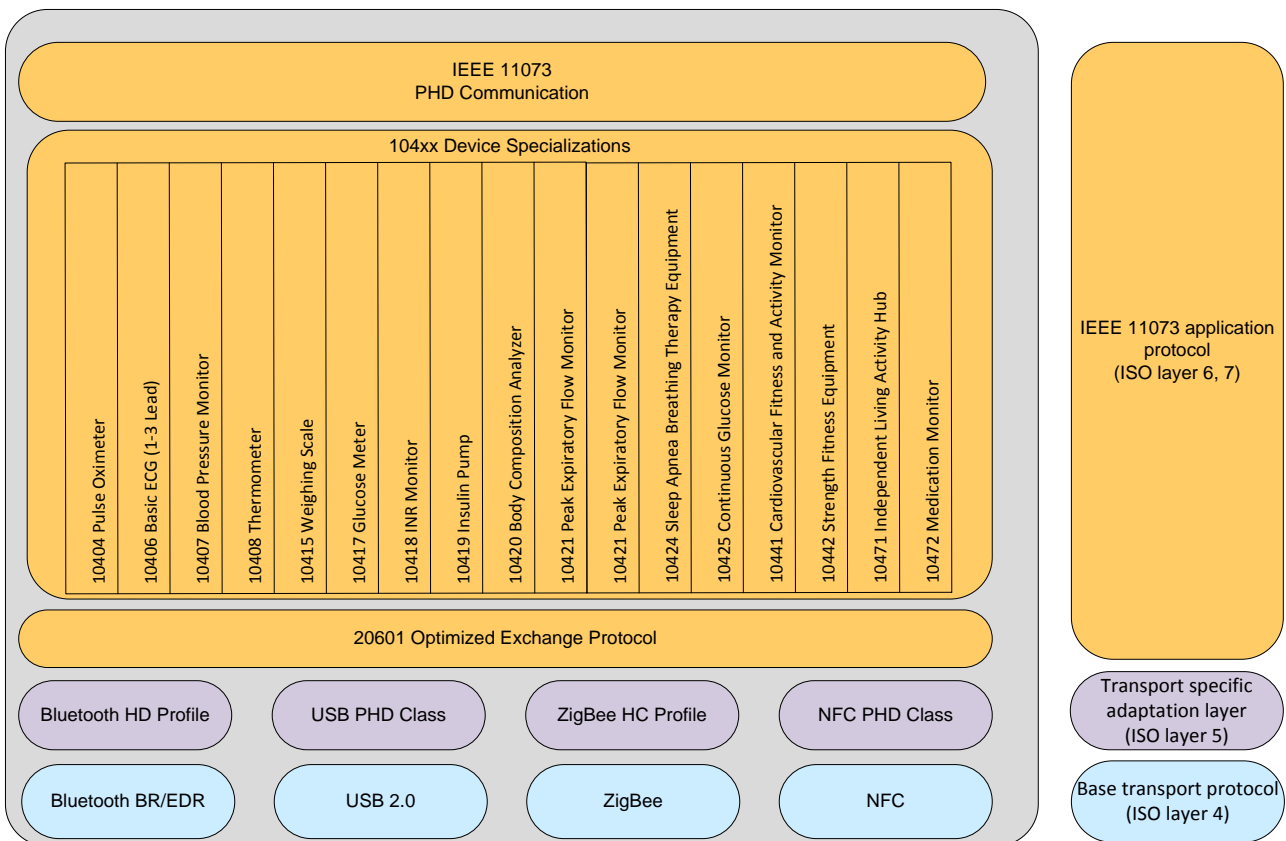 IEEE 11073
PHD Communication
104xx Device Specializations
10404 Pulse Oximeter
10406 Basic ECG (1-3 Lead)
10407 Blood Pressure Monitor
10408 Thermometer
10415 Weighing Scale
10417 Glucose Meter
10418 INR Monitor
10419 Insulin Pump
10420 Body Composition Analyzer
10421 Peak Expiratory Flow Monitor
10421 Peak Expiratory Flow Monitor
10424 Sleep Apnea Breathing Therapy Equipment
10425 Continuous Glucose Monitor
10441 Cardiovascular Fitness and Activity Monitor
10442 Strength Fitness Equipment
10471 Independent Living Activity Hub
10472 Medication Monitor
20601 Optimized Exchange Protocol
Bluetooth HD Profile
USB PHD Class
ZigBee HC Profile
NFC PHD Class
Bluetooth BR/EDR
USB 2.0
ZigBee
NFC
IEEE 11073 application
protocol
(ISO layer 6, 7)
Transport specific
adaptation layer
(ISO layer 5)
Base transport protocol
(ISO layer 4)